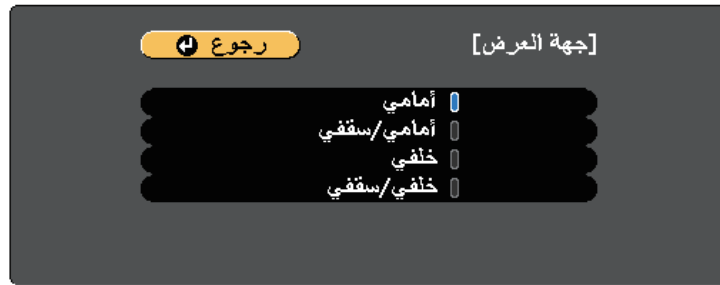 [جهة العرض]
رجوع
أمامي
أمامي/سقفي
خلفي
خلفي/سقفي